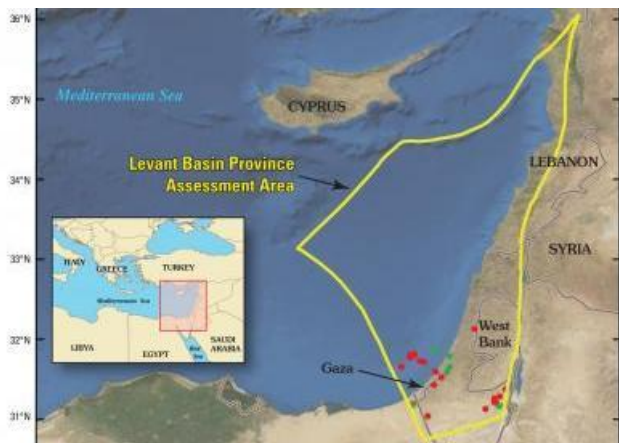 36°N
35°N
34°N
33°N
32°N
31°N
Mediterranean Sea
CYPRUS
Levant Basin Province
Assessment Area
LEBANON
SYRIA
West
Bank
Gaza
ITALY
GREECE
TURKEY
Mediterranean Sea
LIBYA
EGYPT
Red
Sea
SAUDI
ARABIA